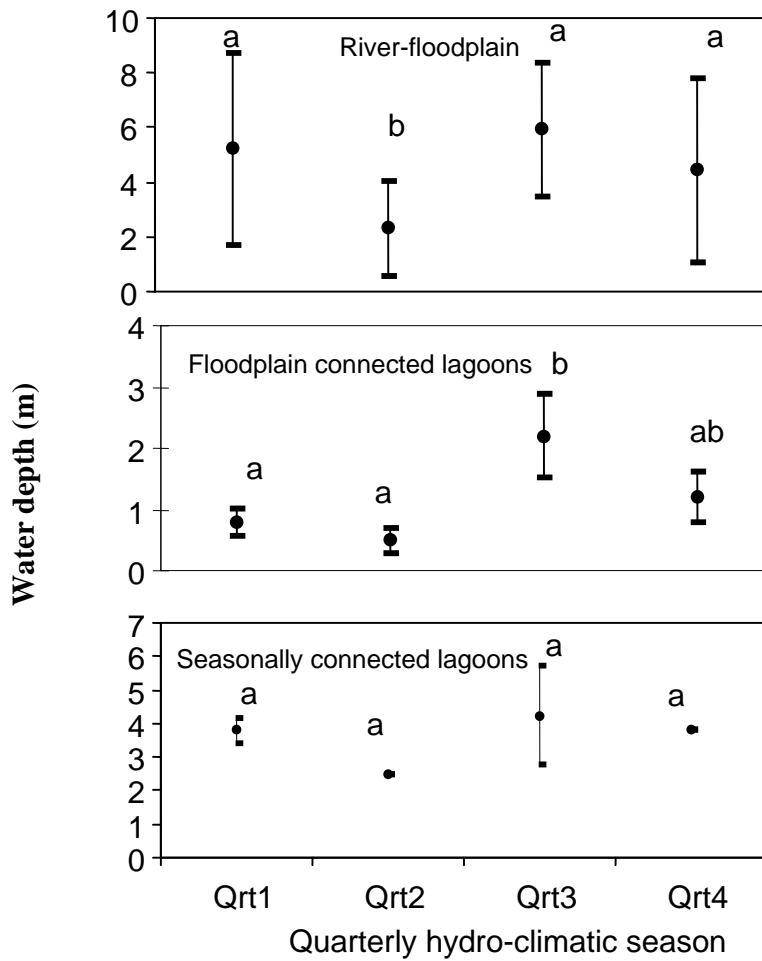 10
8
6
4
2
0
a
River-floodplain
b
a
a
4
3
2
1
0
Floodplain connected lagoons
a
a
b
ab
7
6
5
4
3
2
1
0
Seasonally connected lagoons
a
a
a
a
Qrt1 Qrt2 Qrt3 Qrt4
Quarterly hydro-climatic season
Water depth (m)